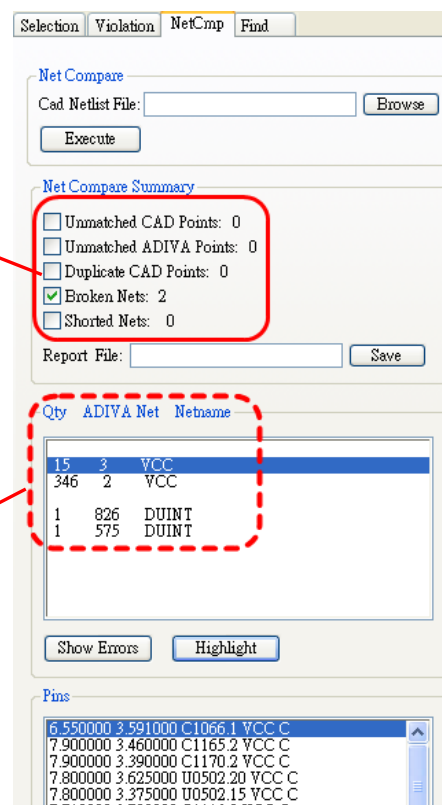 Selection Violation NetCmp Find
Net Compare
Cad Netlist File: Browse
Execute
Net Compare Summary
Unmatched CAD Points: 0
Unmatched ADIVA Points: 0
Duplicate CAD Points: 0
Broken Nets: 2
Shorted Nets: 0
Report File: Save
Qty ADIVA Net Netname
15 3 VCC
346 2 VCC
1 826 DUINT
1 575 DUINT
Show Errors Highlight
Pins
6.550000 3.591000 C1066.1 VCC C
7.900000 3.460000 C1165.2 VCC C
7.900000 3.390000 C1170.2 VCC C
7.800000 3.625000 U0502.20 VCC C
7.800000 3.375000 U0502.15 VCC C